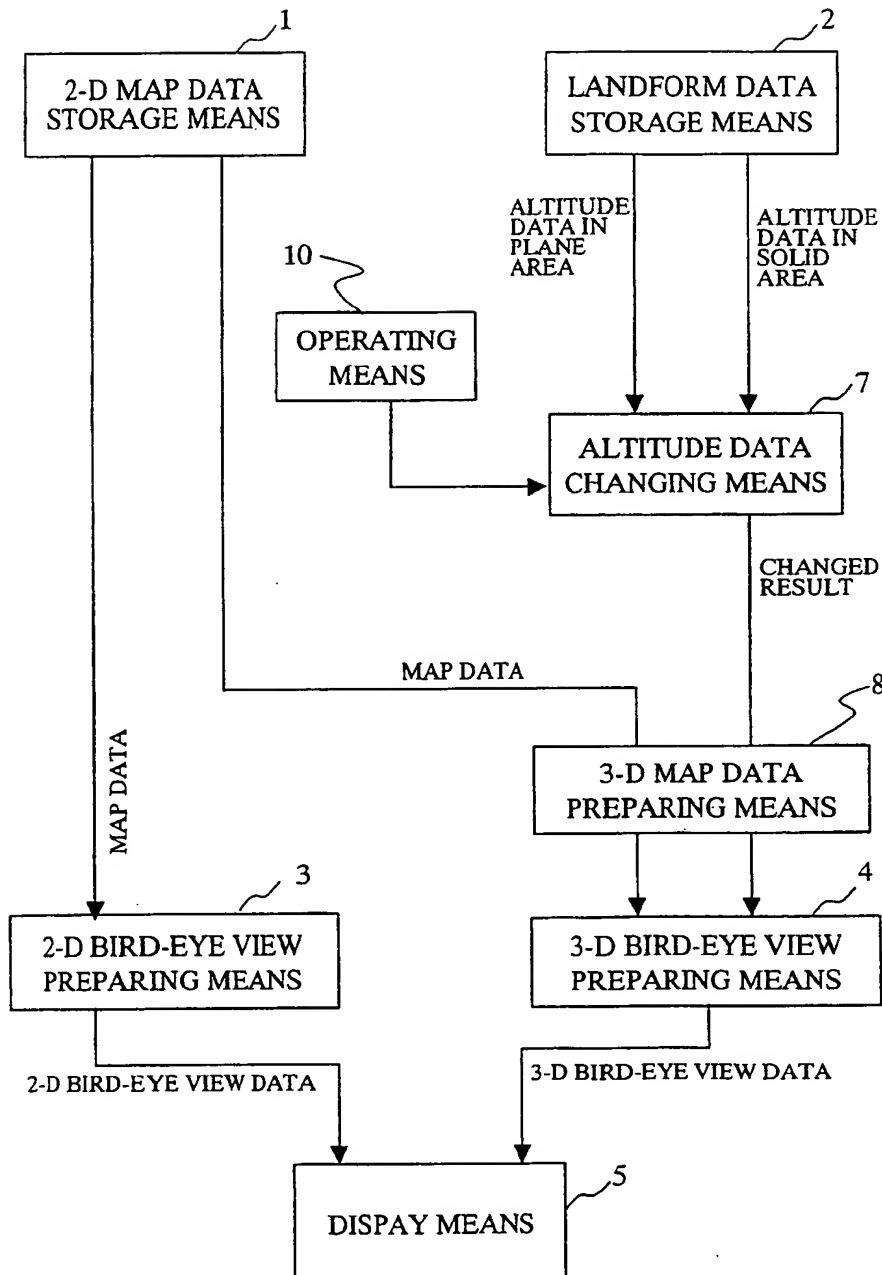 1
2-D MAP DATA
STORAGE MEANS
2
LANDFORM DATA
STORAGE MEANS
ALTITUDE
DATA IN
PLANE
AREA
ALTITUDE
DATA IN
SOLID
AREA
10
OPERATING
MEANS
7
ALTITUDE DATA
CHANGING MEANS
CHANGED
RESULT
MAP DATA
8
3-D MAP DATA
PREPARING MEANS
MAP DATA
3
2-D BIRD-EYE VIEW
PREPARING MEANS
4
3-D BIRD-EYE VIEW
PREPARING MEANS
2-D BIRD-EYE VIEW DATA
3-D BIRD-EYE VIEW DATA
5
DISPAY MEANS